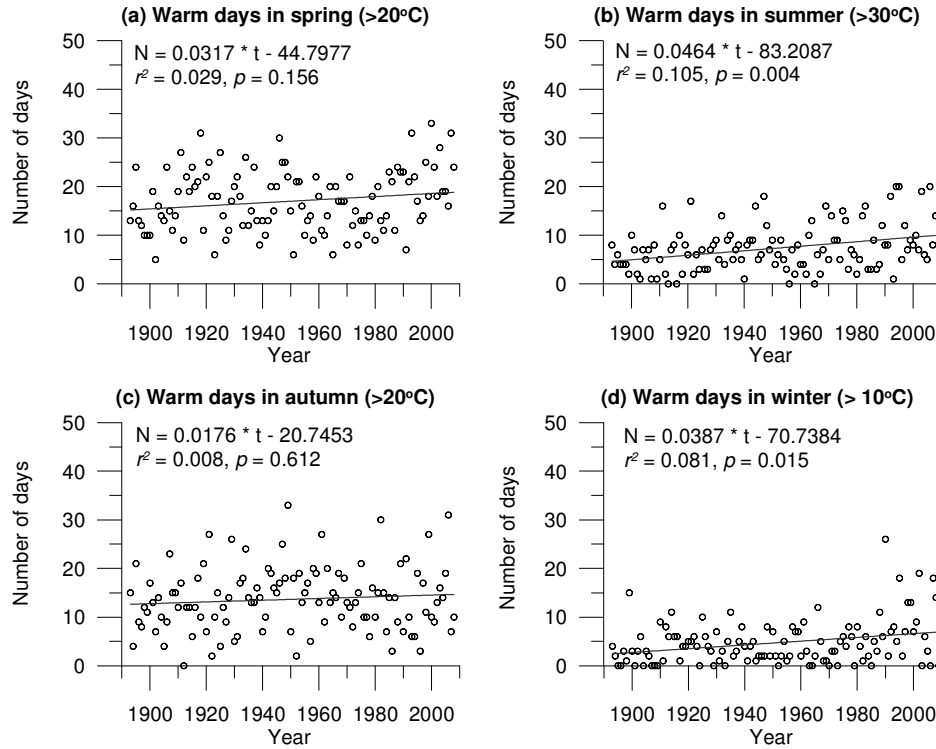 (a) Warm days in spring (>20ºC)
N = 0.0317 * t - 44.7977
r² = 0.029, p = 0.156
Number of days
50
40
30
20
10
0
1900 1920 1940 1960 1980 2000
Year
(b) Warm days in summer (>30ºC)
N = 0.0464 * t - 83.2087
r² = 0.105, p = 0.004
Number of days
50
40
30
20
10
0
1900 1920 1940 1960 1980 2000
Year
(c) Warm days in autumn (>20ºC)
N = 0.0176 * t - 20.7453
r² = 0.008, p = 0.612
Number of days
50
40
30
20
10
0
1900 1920 1940 1960 1980 2000
Year
(d) Warm days in winter (> 10ºC)
N = 0.0387 * t - 70.7384
r² = 0.081, p = 0.015
Number of days
50
40
30
20
10
0
1900 1920 1940 1960 1980 2000
Year